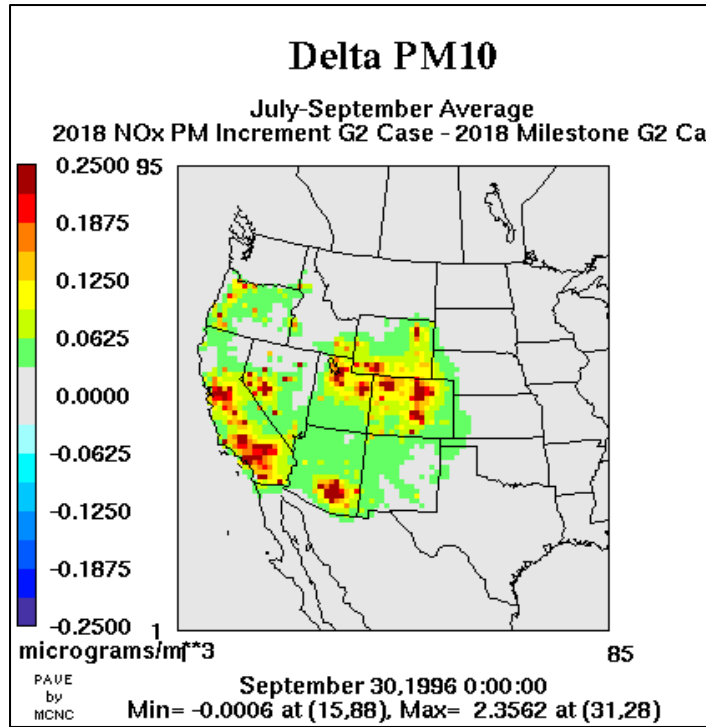 Delta PM10
July-September Average
2018 NOx PM Increment G2 Case - 2018 Milestone G2 Ca
0.2500
95
0.1875
0.1250
0.0625
0.0000
-0.0625
-0.1250
-0.1875
-0.2500
1
micrograms/m**3
1
85
PAVE
by
MCNC
September 30,1996 0:00:00
Min= -0.0006 at (15,88), Max= 2.3562 at (31,28)